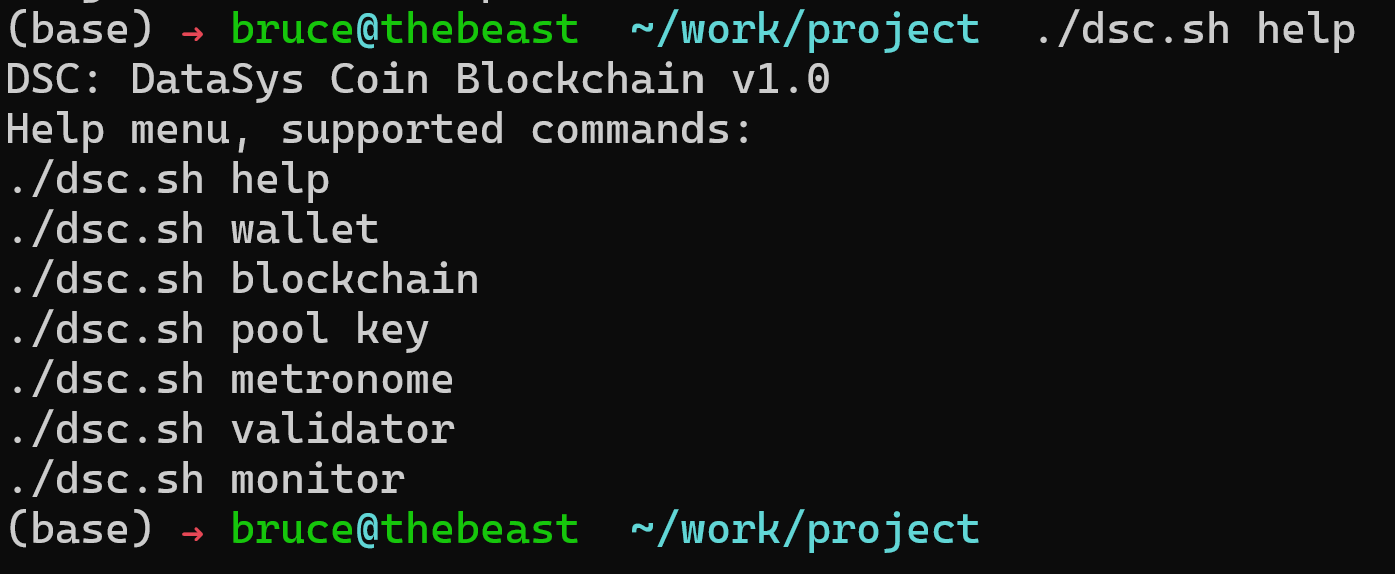 (base) → bruce@thebeast ~/work/project ./dsc.sh help
DSC: DataSys Coin Blockchain v1.0
Help menu, supported commands:
./dsc.sh help
./dsc.sh wallet
./dsc.sh blockchain
./dsc.sh pool key
./dsc.sh metronome
./dsc.sh validator
./dsc.sh monitor
(base) → bruce@thebeast ~/work/project